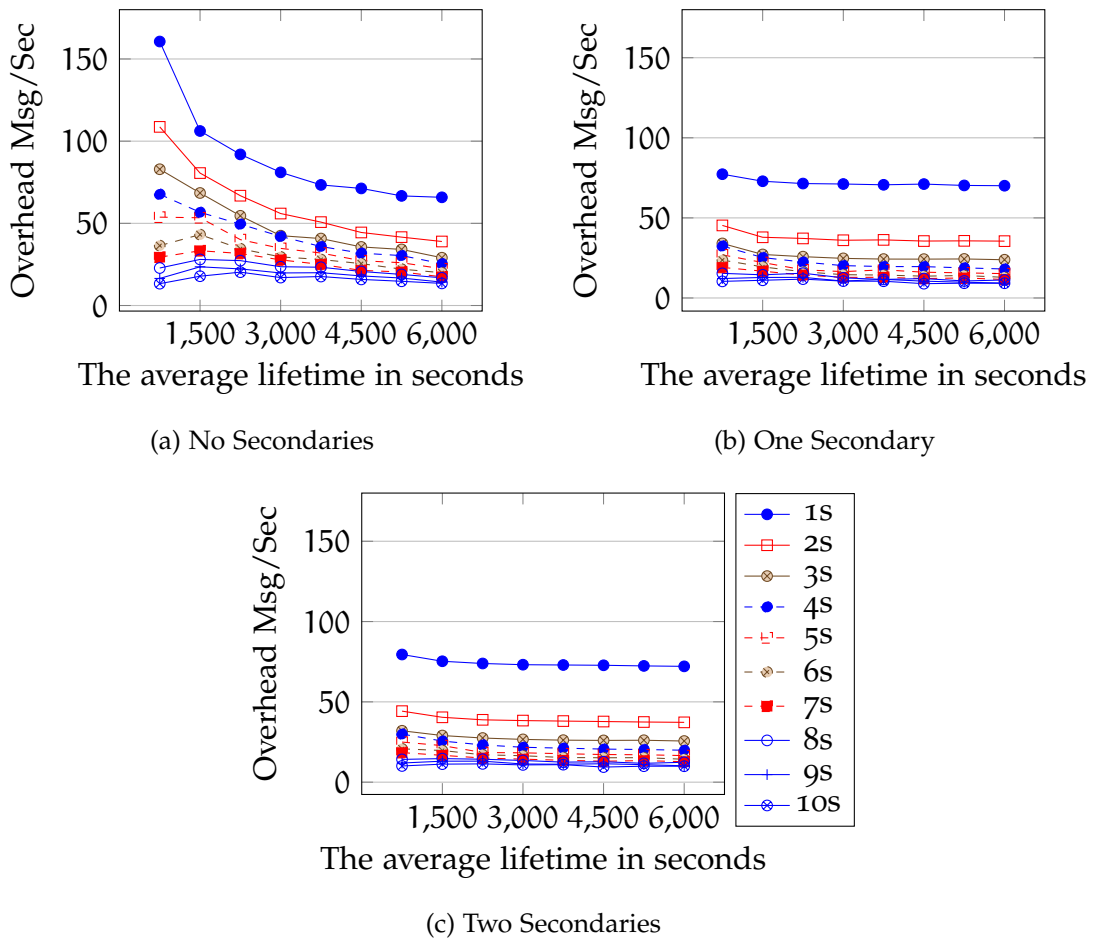 Overhead Msg/Sec
150
100
50
0
1,500 3,000 4,500 6,000
The average lifetime in seconds
(a) No Secondaries
Overhead Msg/Sec
150
100
50
0
1,500 3,000 4,500 6,000
The average lifetime in seconds
(b) One Secondary
Overhead Msg/Sec
150
100
50
0
1,500 3,000 4,500 6,000
The average lifetime in seconds
1s
2s
3s
4s
5s
6s
7s
8s
9s
10s
(c) Two Secondaries